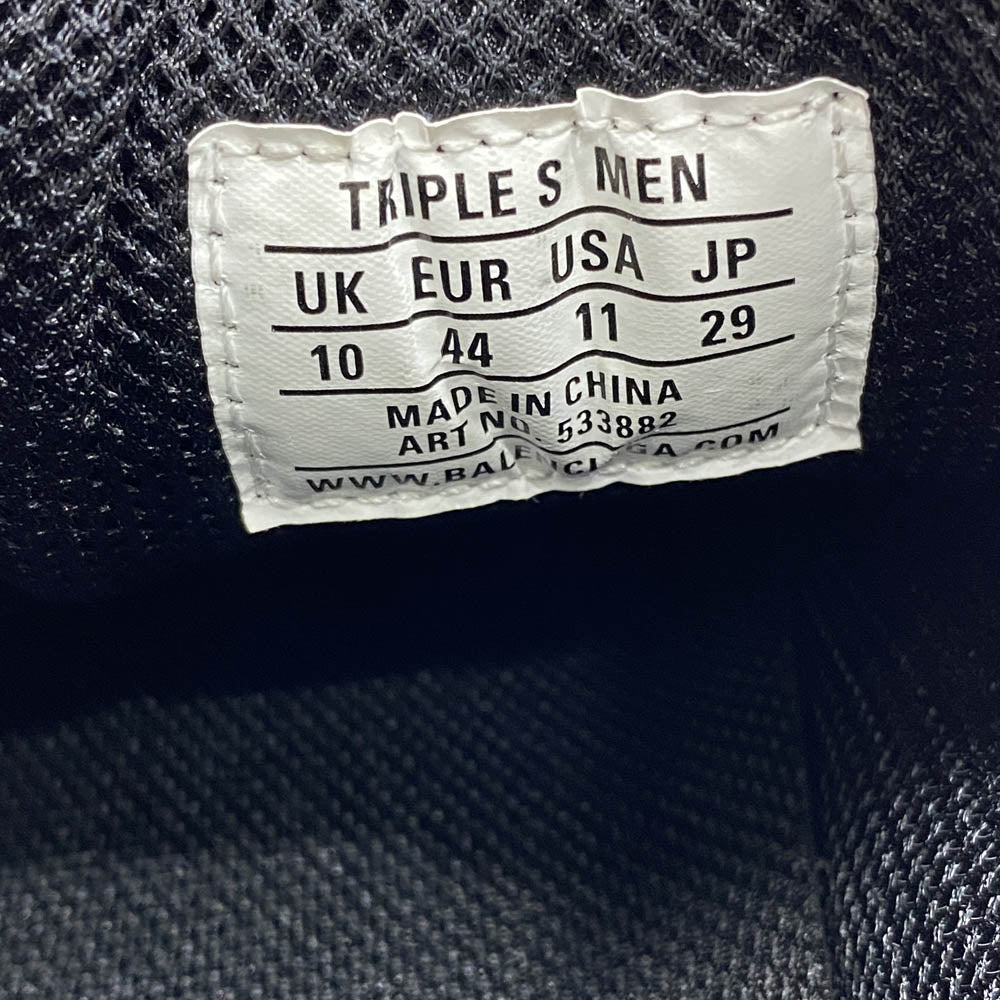 TRIPLE S MEN
UK EUR USA JP
10 44 11 29
MADE IN CHINA
ART NO. 533882
WWW.BALENCIAGA.COM